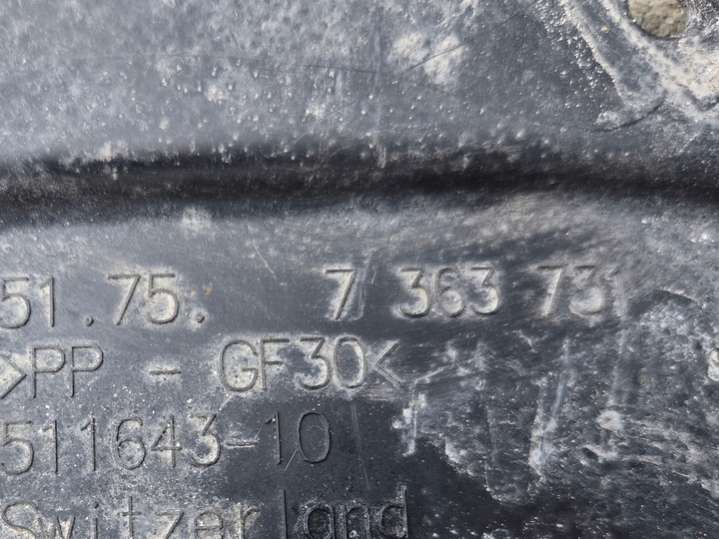 51.75. 7 363 73
>PP - GF30<
511643-10
Switzerland